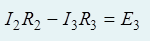 I₂R₂ − I₃R₃ = E₃